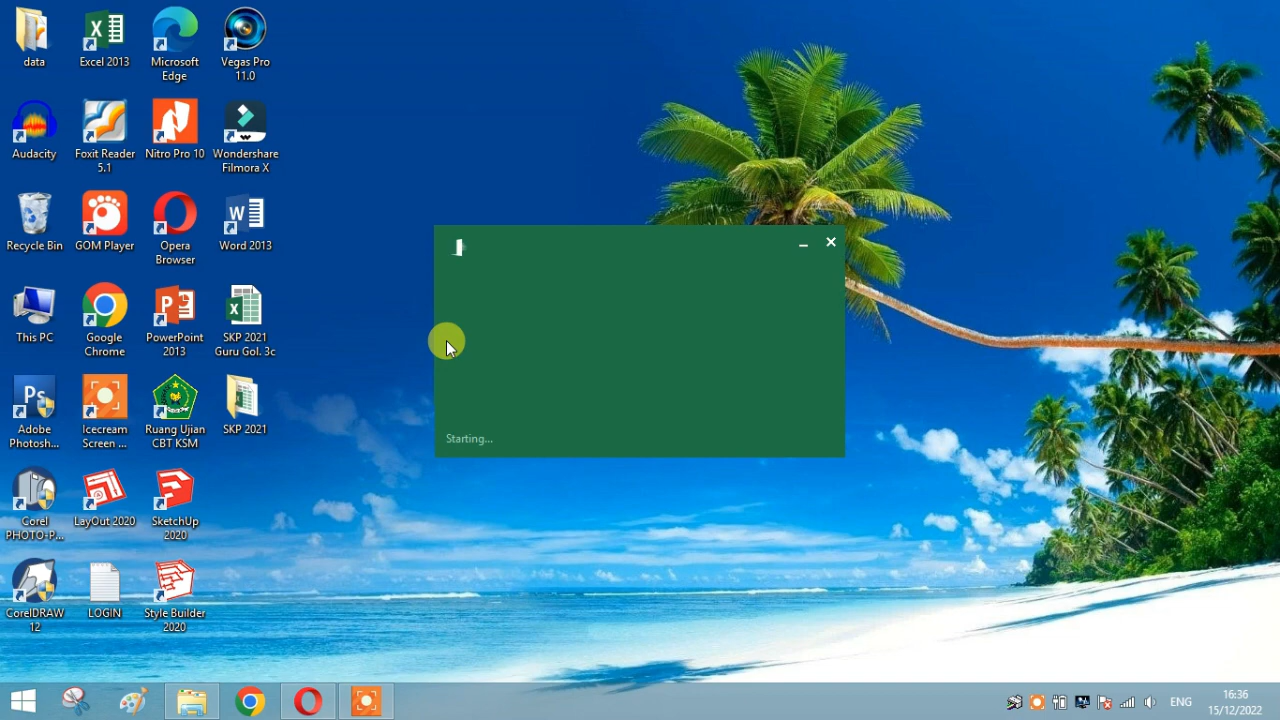 data
Excel 2013
Microsoft
Edge
Vegas Pro
11.0
Audacity
Foxit Reader
5.1
Nitro Pro 10
Wondershare
Filmora X
Recycle Bin
GOM Player
Opera
Browser
Word 2013
This PC
Google
Chrome
PowerPoint
2013
SKP 2021
Guru Gol. 3c
Adobe
Photosh...
Icecream
Screen ...
Ruang Ujian
CBT KSM
SKP 2021
Corel
PHOTO-P...
LayOut 2020
SketchUp
2020
CorelDRAW
12
LOGIN
Style Builder
2020
Starting...
ENG
16:36
15/12/2022